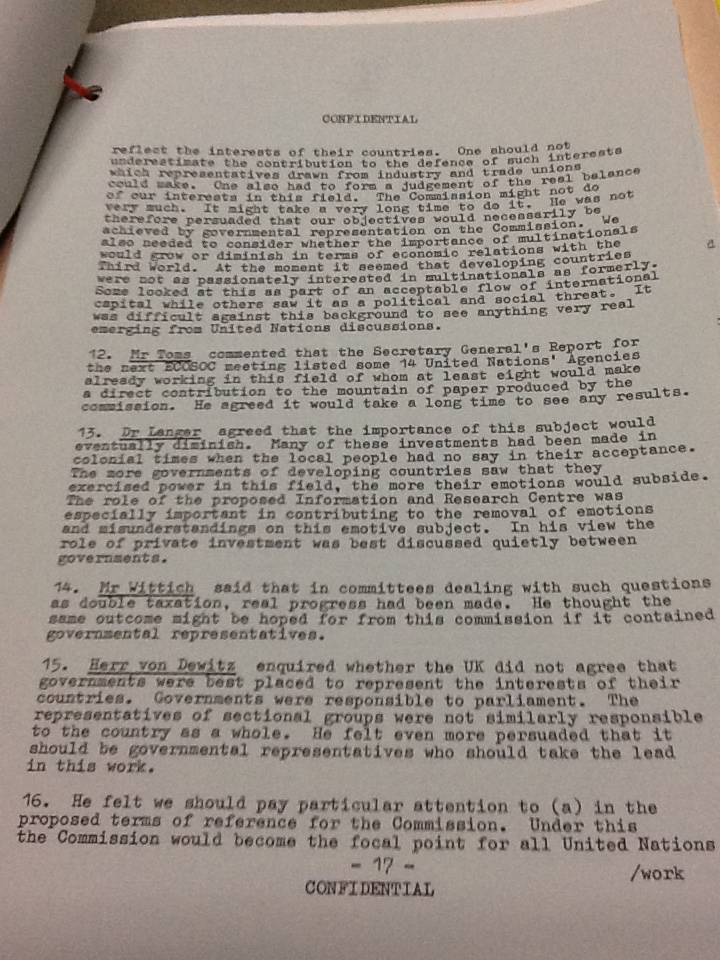 CONFIDENTIAL
reflect the interests of their countries. One should not
underestimate the contribution to the defence of such interests
which representatives drawn from industry and trade unions
could make. One also had to form a judgement of the real balance
of our interests in this field. The Commission might not do
very much. It might take a very long time to do it. He was not
therefore persuaded that our objectives would necessarily be
achieved by governmental representation on the Commission. We
also needed to consider whether the importance of multinationals
would grow or diminish in terms of economic relations with the
Third World. At the moment it seemed that developing countries
were not as passionately interested in multinationals as formerly.
Some looked at this as part of an acceptable flow of international
capital while others saw it as a political and social threat. It
was difficult against this background to see anything very real
emerging from United Nations discussions.
12. Mr Toms commented that the Secretary General's Report for
the next ECOSOC meeting listed some 14 United Nations' Agencies
already working in this field of whom at least eight would make
a direct contribution to the mountain of paper produced by the
commission. He agreed it would take a long time to see any results.
13. Dr Langer agreed that the importance of this subject would
eventually diminish. Many of these investments had been made in
colonial times when the local people had no say in their acceptance.
The more governments of developing countries saw that they
exercised power in this field, the more their emotions would subside.
The role of the proposed Information and Research Centre was
especially important in contributing to the removal of emotions
and misunderstandings on this emotive subject. In his view the
role of private investment was best discussed quietly between
governments.
14. Mr Wittich said that in committees dealing with such questions
as double taxation, real progress had been made. He thought the
same outcome might be hoped for from this commission if it contained
governmental representatives.
15. Herr von Dewitz enquired whether the UK did not agree that
governments were best placed to represent the interests of their
countries. Governments were responsible to parliament. The
representatives of sectional groups were not similarly responsible
to the country as a whole. He felt even more persuaded that it
should be governmental representatives who should take the lead
in this work.
16. He felt we should pay particular attention to (a) in the
proposed terms of reference for the Commission. Under this
the Commission would become the focal point for all United Nations
- 17 -
/work
CONFIDENTIAL